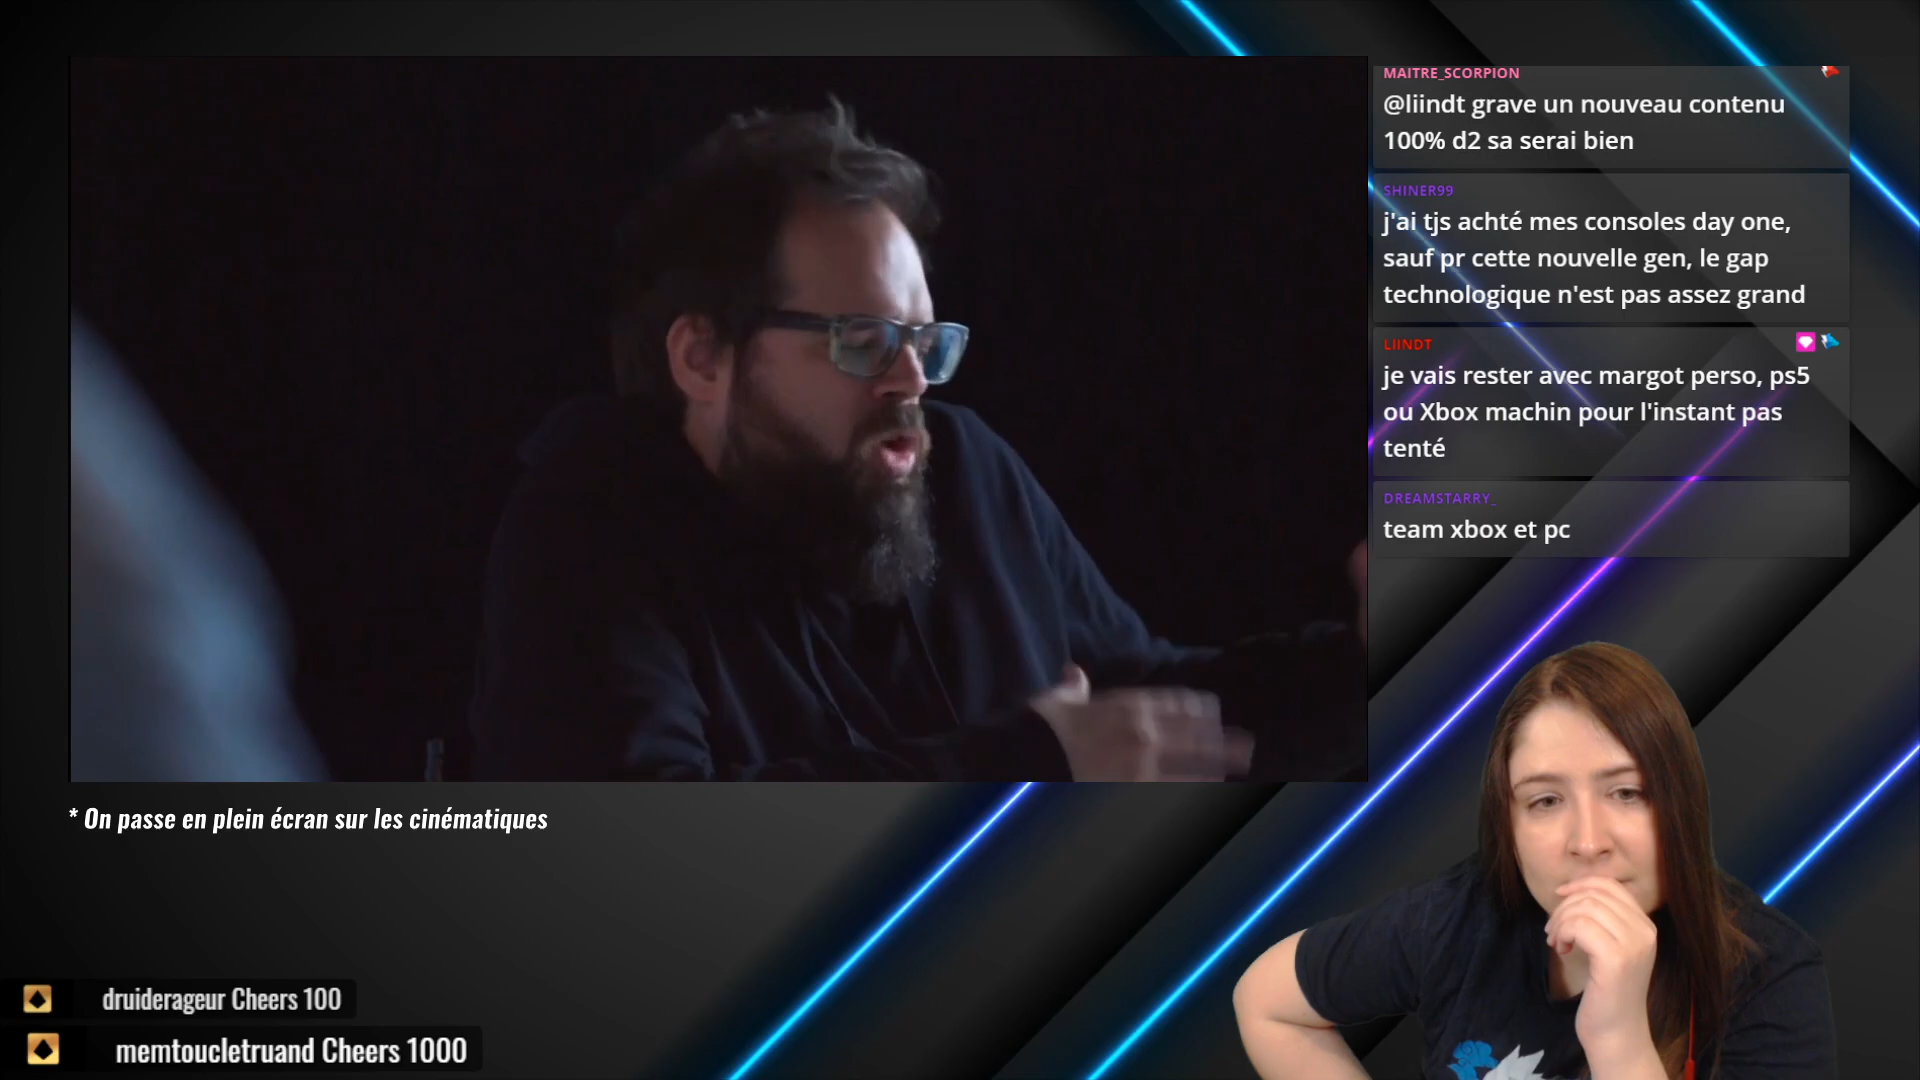 MAITRE_SCORPION
@liindt grave un nouveau contenu
100% d2 sa serai bien
SHINER99
j'ai tjs achté mes consoles day one,
sauf pr cette nouvelle gen, le gap
technologique n'est pas assez grand
LIINDT
je vais rester avec margot perso, ps5
ou Xbox machin pour l'instant pas
tenté
DREAMSTARRY_
team xbox et pc
* On passe en plein écran sur les cinématiques
druiderageur Cheers 100
memtoucletruand Cheers 1000